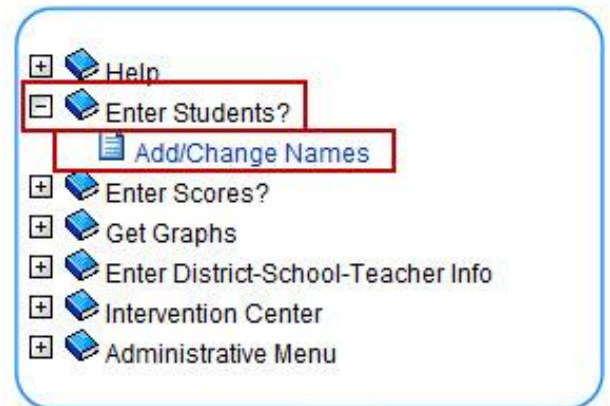 Help
Enter Students?
Add/Change Names
Enter Scores?
Get Graphs
Enter District-School-Teacher Info
Intervention Center
Administrative Menu